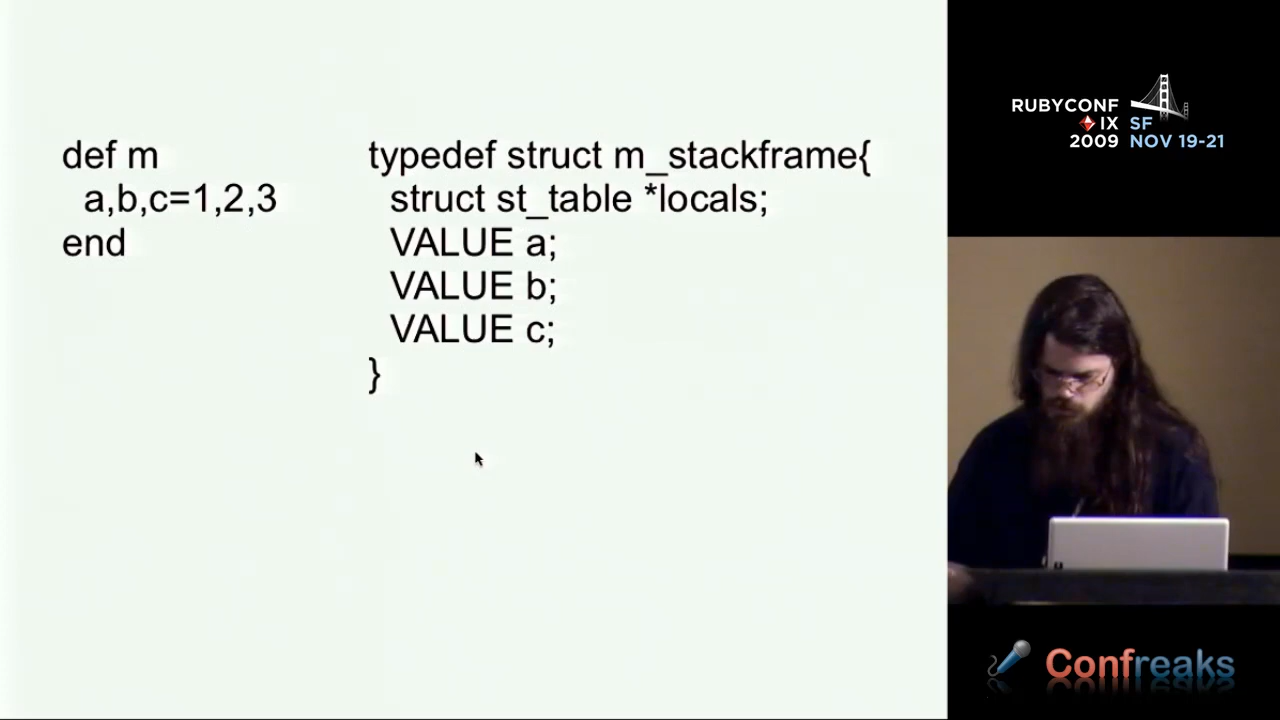 def m
a,b,c=1,2,3
end
typedef struct m_stackframe{
struct st_table *locals;
VALUE a;
VALUE b;
VALUE c;
}
RUBYCONF
IX SF
2009 NOV 19-21
Confreaks